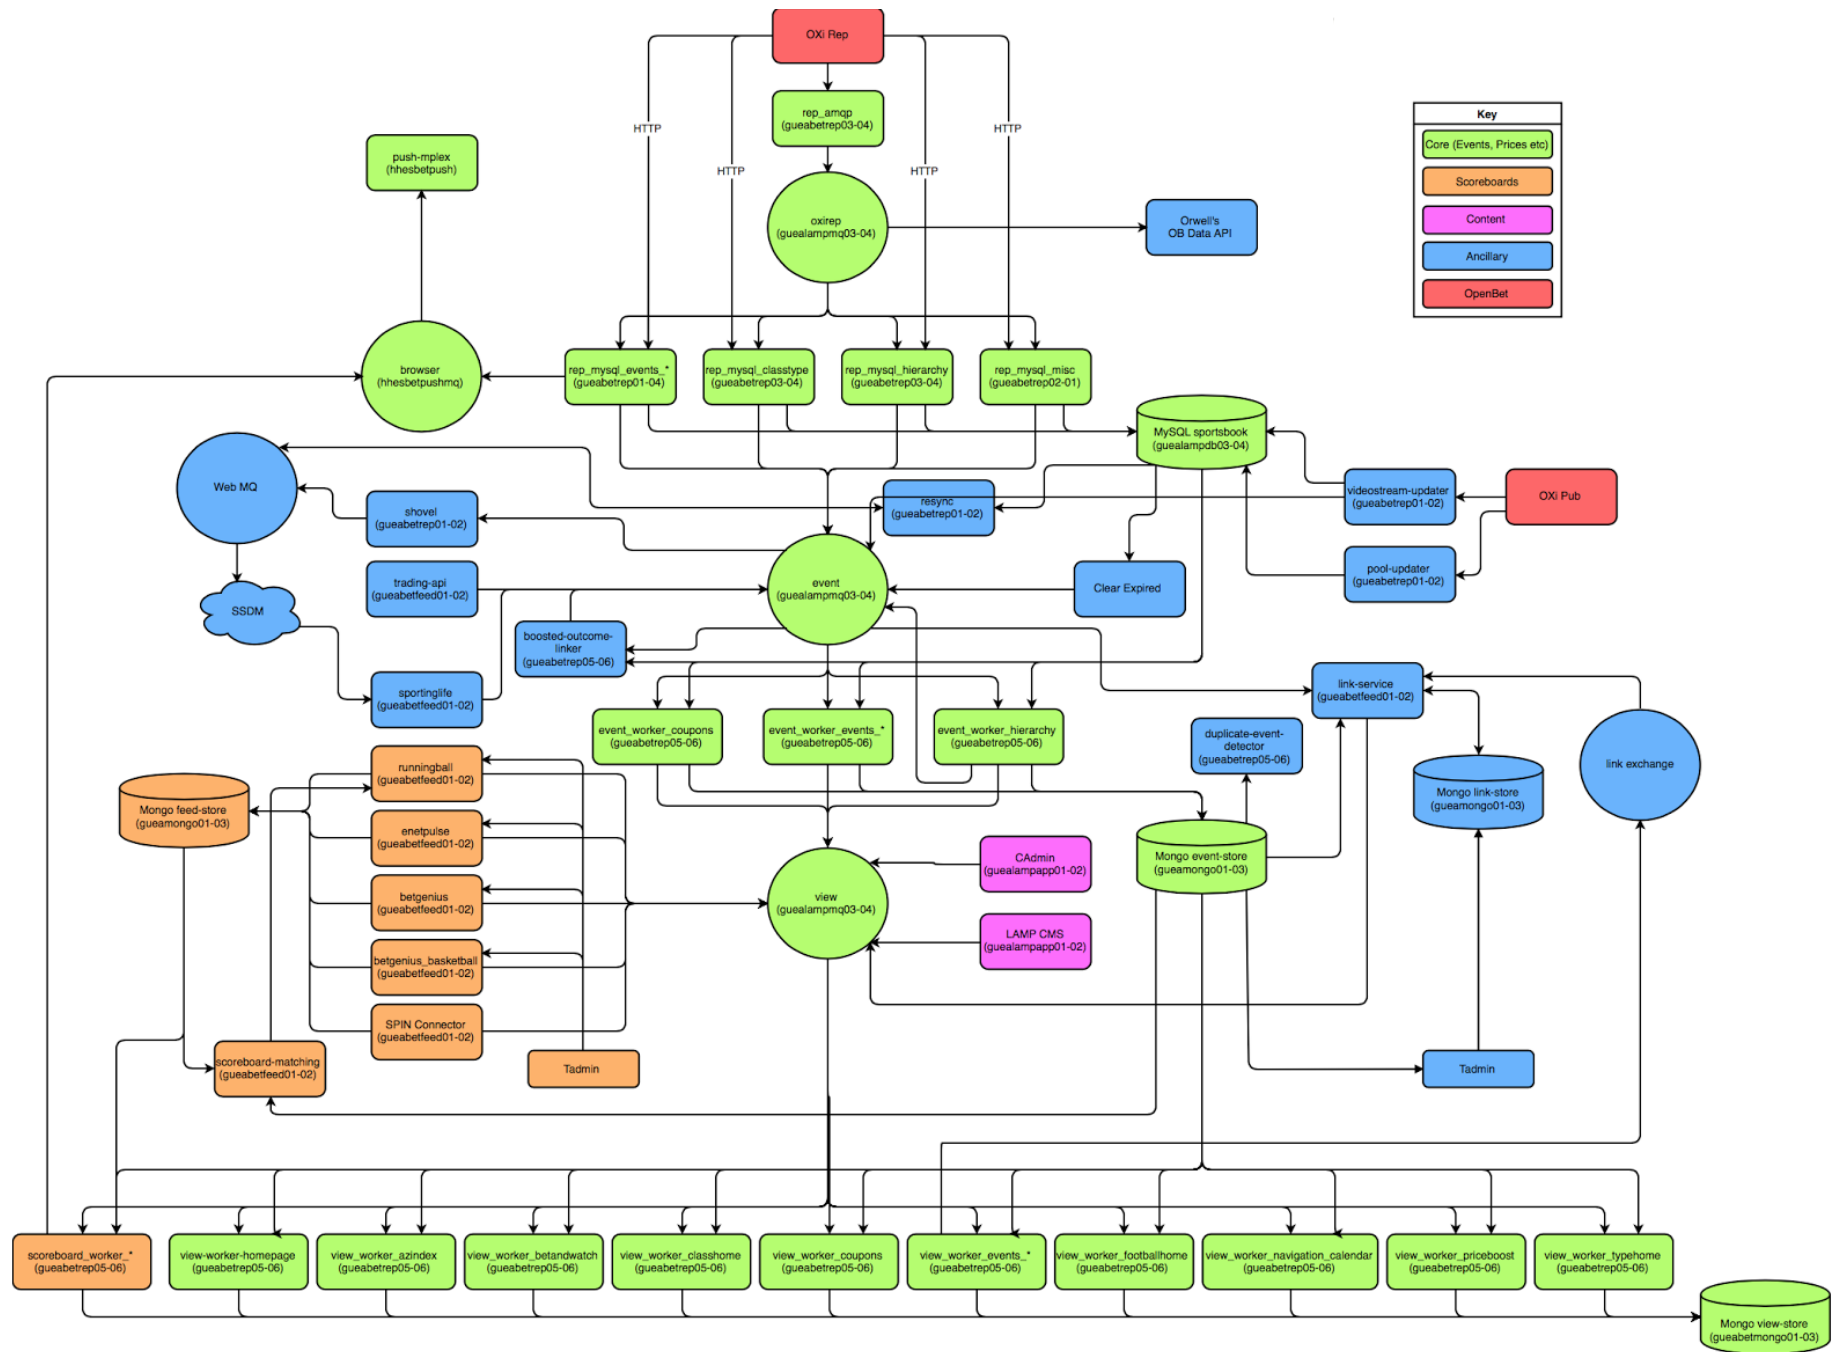 OXi Rep
rep_amqp
(gueabetrep03-04)
HTTP
HTTP
HTTP
HTTP
Key
Core (Events, Prices etc)
Scoreboards
Content
Ancillary
OpenBet
push-mplex
(hhesbetpush)
oxirep
(guealampmq03-04)
Orwell's
OB Data API
browser
(hhesbetpushmq)
rep_mysql_events_*
(gueabetrep01-04)
rep_mysql_classtype
(gueabetrep03-04)
rep_mysql_hierarchy
(gueabetrep03-04)
rep_mysql_misc
(gueabetrep02-01)
MySQL sportsbook
(guealampdb03-04)
Web MQ
shovel
(gueabetrep01-02)
resync
(gueabetrep01-02)
videostream-updater
(gueabetrep01-02)
OXi Pub
trading-api
(gueabetfeed01-02)
event
(guealampmq03-04)
Clear Expired
pool-updater
(gueabetrep01-02)
SSDM
boosted-outcome-
linker
(gueabetrep05-06)
sportinglife
(gueabetfeed01-02)
link-service
(gueabetfeed01-02)
event_worker_coupons
(gueabetrep05-06)
event_worker_events_*
(gueabetrep05-06)
event_worker_hierarchy
(gueabetrep05-06)
duplicate-event-
detector
(gueabetrep05-06)
link exchange
runningball
(gueabetfeed01-02)
Mongo feed-store
(gueamongo01-03)
Mongo link-store
(gueamongo01-03)
enetpulse
(gueabetfeed01-02)
CAdmin
(guealampapp01-02)
Mongo event-store
(gueamongo01-03)
betgenius
(gueabetfeed01-02)
view
(guealampmq03-04)
LAMP CMS
(guealampapp01-02)
betgenius_basketball
(gueabetfeed01-02)
SPIN Connector
(gueabetfeed01-02)
scoreboard-matching
(gueabetfeed01-02)
Tadmin
Tadmin
scoreboard_worker_*
(gueabetrep05-06)
view-worker-homepage
(gueabetrep05-06)
view_worker_azindex
(gueabetrep05-06)
view_worker_betandwatch
(gueabetrep05-06)
view_worker_classhome
(gueabetrep05-06)
view_worker_coupons
(gueabetrep05-06)
view_worker_events_*
(gueabetrep05-06)
view_worker_footballhome
(gueabetrep05-06)
view_worker_navigation_calendar
(gueabetrep05-06)
view_worker_priceboost
(gueabetrep05-06)
view_worker_typehome
(gueabetrep05-06)
Mongo view-store
(gueabetmongo01-03)